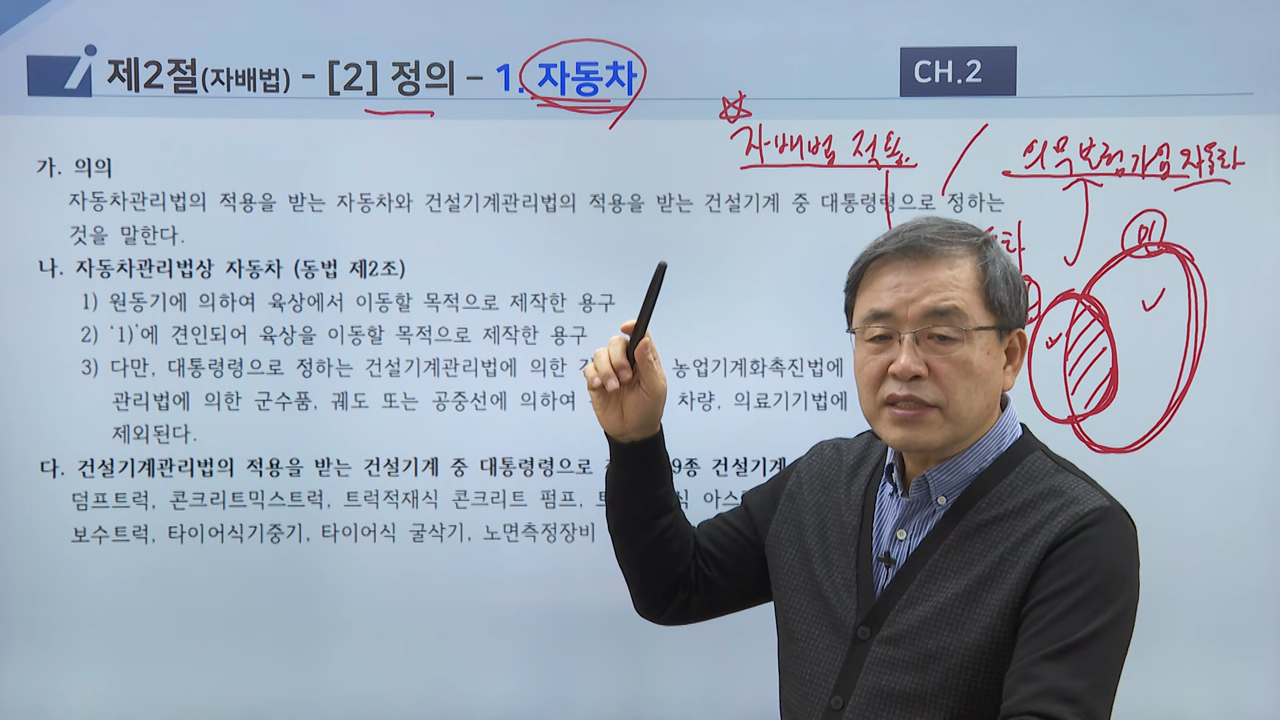 제2절(자배법) - [2] 정의 – 1. 자동차
CH.2
자배법 적용.
의무보험가입 자동차
가. 의의
자동차관리법의 적용을 받는 자동차와 건설기계관리법의 적용을 받는 건설기계 중 대통령령으로 정하는
것을 말한다.
민
나. 자동차관리법상 자동차 (동법 제2조)
1) 원동기에 의하여 육상에서 이동할 목적으로 제작한 용구
2) ‘1)’에 견인되어 육상을 이동할 목적으로 제작한 용구
3) 다만, 대통령령으로 정하는 건설기계관리법에 의한 농업기계화촉진법에
관리법에 의한 군수품, 궤도 또는 공중선에 의하여 차량, 의료기기법에
제외된다.
다. 건설기계관리법의 적용을 받는 건설기계 중 대통령령으로 9종 건설기계
덤프트럭, 콘크리트믹스트럭, 트럭적재식 콘크리트 펌프,
보수트럭, 타이어식기중기, 타이어식 굴삭기, 노면측정장비